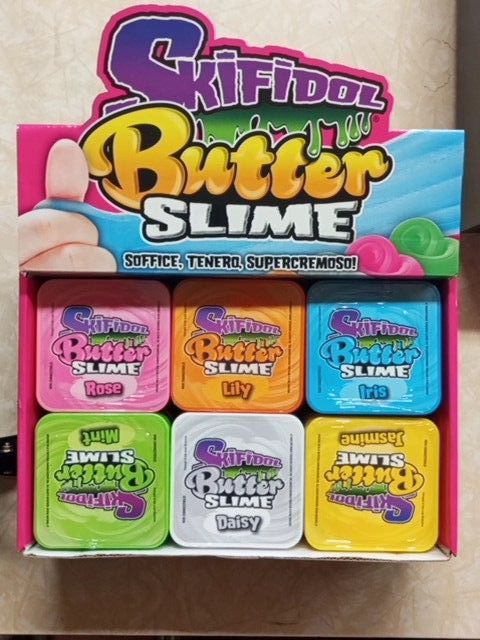 SKIFIDOL
Butter
SLIME
SOFFICE, TENERO, SUPERCREMOSO!
SKIFIDOL
Butter
SLIME
Rose
SKIFIDOL
Butter
SLIME
Lily
SKIFIDOL
Butter
SLIME
Iris
SKIFIDOL
Butter
SLIME
Mint
SKIFIDOL
Butter
SLIME
Daisy
SKIFIDOL
Butter
SLIME
Jasmine